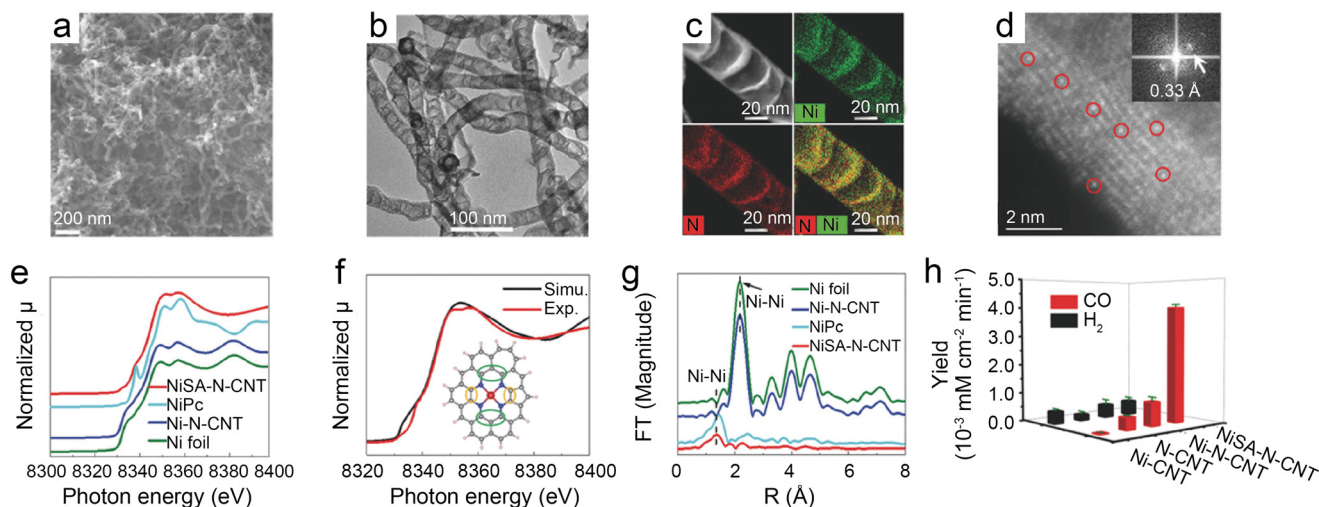 a
200 nm
b
100 nm
c
20 nm
20 nm
Ni
20 nm
N
20 nm
N Ni
d
0.33 Å
2 nm
e
Normalized μ
NiSA-N-CNT
NiPc
Ni-N-CNT
Ni foil
8300 8320 8340 8360 8380 8400
Photon energy (eV)
f
Normalized μ
Simu.
Exp.
8320 8340 8360 8380 8400
Photon energy (eV)
g
FT (Magnitude)
Ni-Ni
Ni-Ni
Ni foil
Ni-N-CNT
NiPc
NiSA-N-CNT
0 2 4 6 8
R (Å)
h
Yield
(10⁻³ mM cm⁻² min⁻¹)
5.0
4.0
3.0
2.0
1.0
0.0
CO
H₂
Ni-CNT
N-CNT
Ni-N-CNT
NiSA-N-CNT